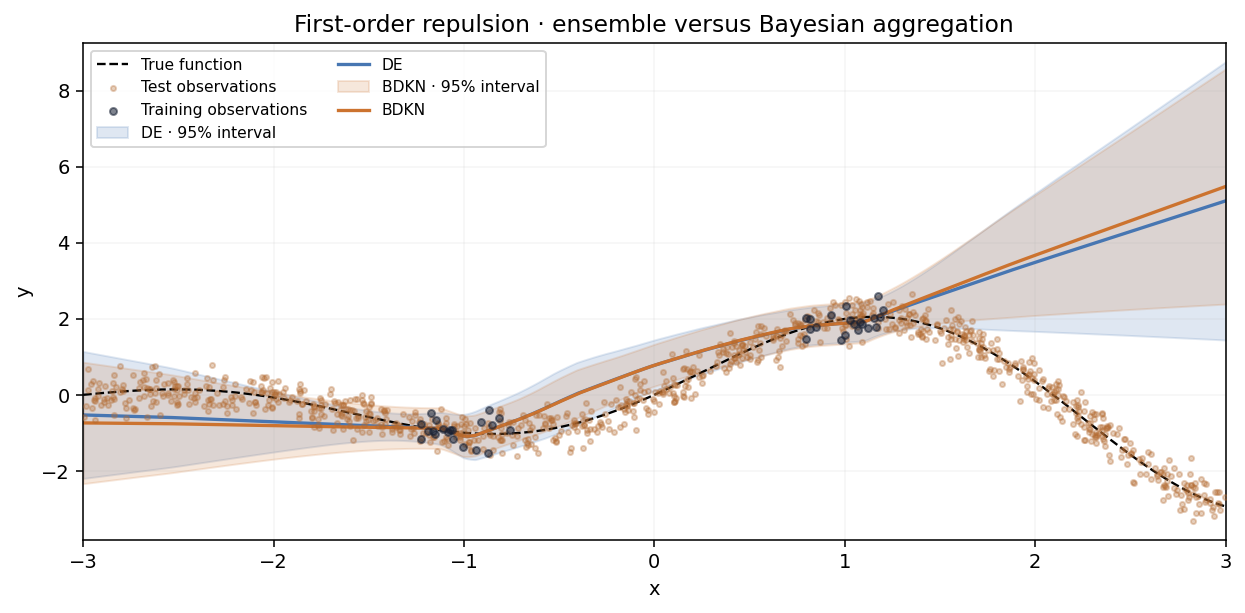 First-order repulsion · ensemble versus Bayesian aggregation
True function
Test observations
Training observations
DE · 95% interval
DE
BDKN · 95% interval
BDKN
y
8
6
4
2
0
−2
−3
−2
−1
0
1
2
3
x